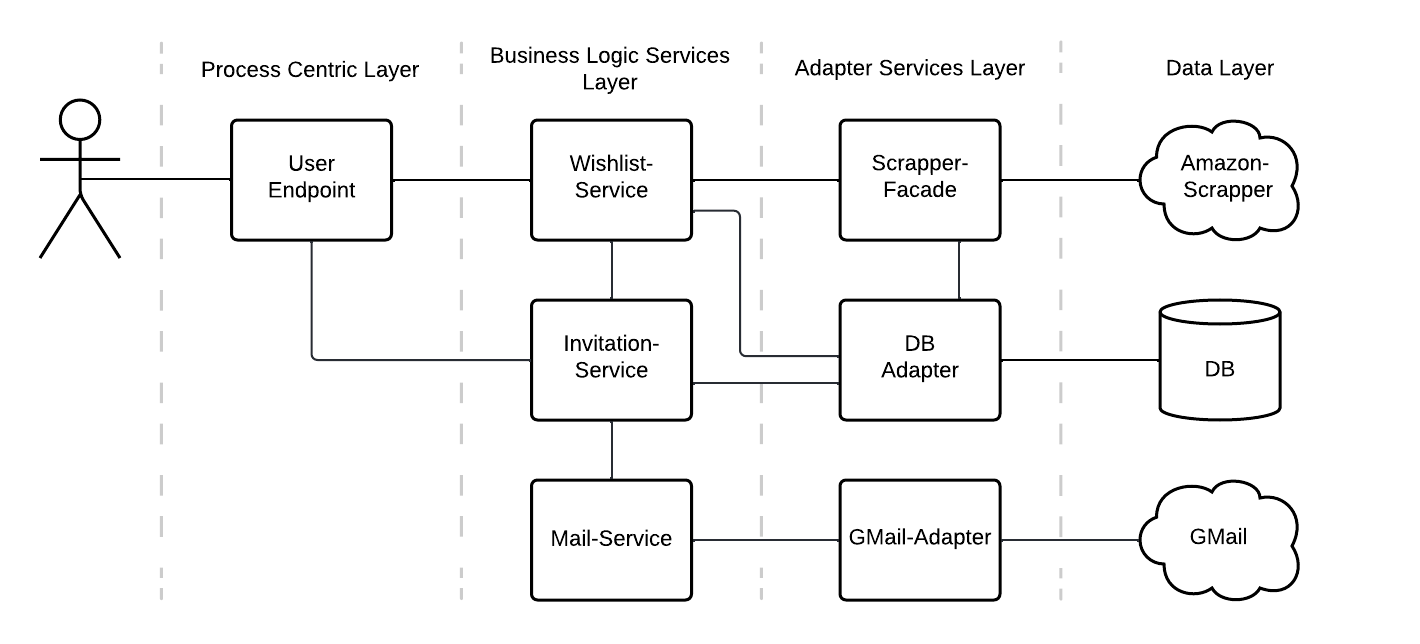 Process Centric Layer
Business Logic Services
Layer
Adapter Services Layer
Data Layer
User
Endpoint
Wishlist-
Service
Scrapper-
Facade
Amazon-
Scrapper
Invitation-
Service
DB
Adapter
DB
Mail-Service
GMail-Adapter
GMail